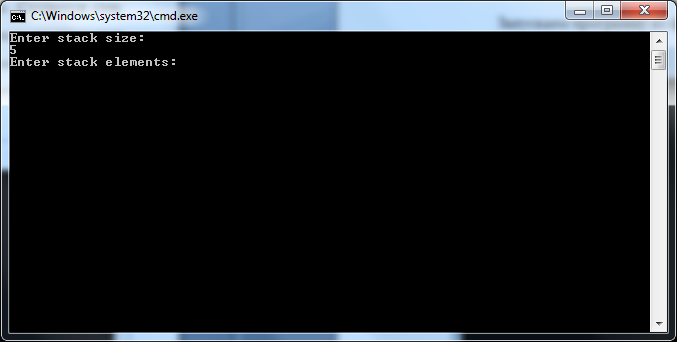 C:\Windows\system32\cmd.exe
Enter stack size:
5
Enter stack elements: